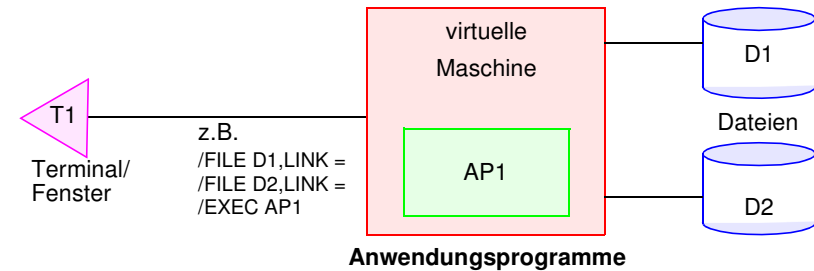 virtuelle
Maschine
D1
T1
Dateien
z.B.
/FILE D1,LINK =
/FILE D2,LINK =
/EXEC AP1
Terminal/
Fenster
AP1
D2
Anwendungsprogramme